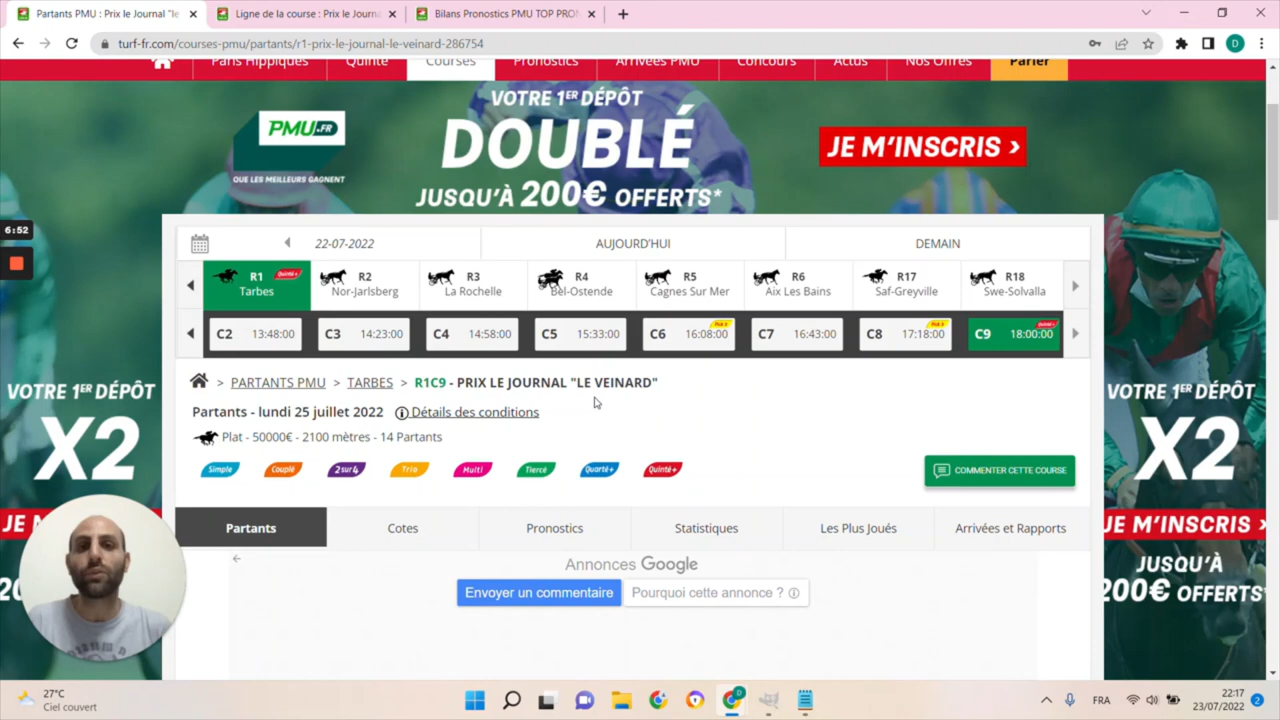 Partants PMU : Prix le Journal "le
Ligne de la course : Prix le Journa
Bilans Pronostics PMU TOP PRON
turf-fr.com/courses-pmu/partants/r1-prix-le-journal-le-veinard-286754
D
Paris Hippiques
Quinté
Courses
Pronostics
Arrivées PMU
Concours
Actus
Nos Offres
Parier
VOTRE 1ER DÉPÔT
PMU.FR
DOUBLÉ
JE M'INSCRIS ›
QUE LES MEILLEURS GAGNENT
JUSQU'À 200€ OFFERTS*
6:52
22-07-2022
AUJOURD'HUI
DEMAIN
R1 Quinté+
Tarbes
R2
Nor-Jarlsberg
R3
La Rochelle
R4
Bel-Ostende
R5
Cagnes Sur Mer
R6
Aix Les Bains
R17
Saf-Greyville
R18
Swe-Solvalla
C2 13:48:00
C3 14:23:00
C4 14:58:00
C5 15:33:00
C6 16:08:00
C7 16:43:00
C8 17:18:00
C9 18:00:00 Quinté+
> PARTANTS PMU > TARBES > R1C9 - PRIX LE JOURNAL "LE VEINARD"
Partants - lundi 25 juillet 2022 Détails des conditions
Plat - 50000€ - 2100 mètres - 14 Partants
Simple
Couplé
2sur4
Trio
Multi
Tiercé
Quarté+
Quinté+
COMMENTER CETTE COURSE
Partants
Cotes
Pronostics
Statistiques
Les Plus Joués
Arrivées et Rapports
Annonces Google
Envoyer un commentaire
Pourquoi cette annonce ?
VOTRE 1ER DÉPÔT
X2
JE M
VOTRE 1ER DÉPÔT
X2
JE M'INSCRIS ›
JUSQU'À
200€ OFFERTS*
27°C
Ciel couvert
D
FRA
22:17
23/07/2022
2